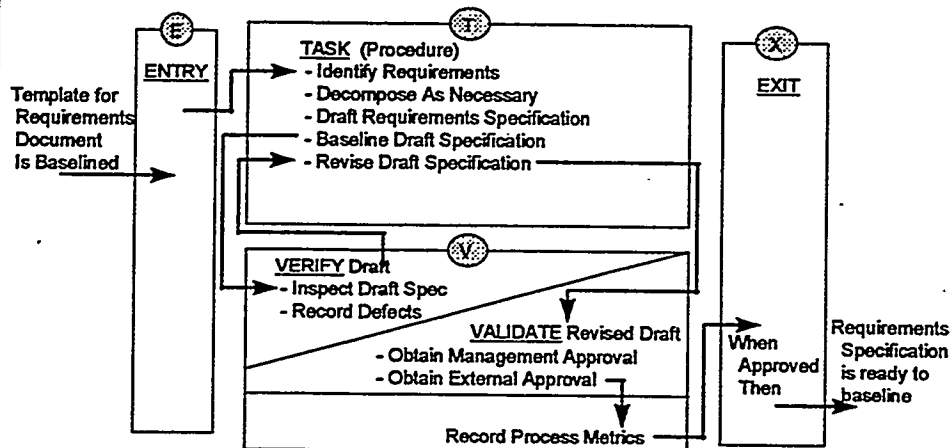 E
T
X
ENTRY
TASK (Procedure)
- Identify Requirements
- Decompose As Necessary
- Draft Requirements Specification
- Baseline Draft Specification
- Revise Draft Specification
EXIT
Template for
Requirements
Document
Is Baselined
V
VERIFY Draft
- Inspect Draft Spec
- Record Defects
VALIDATE Revised Draft
- Obtain Management Approval
- Obtain External Approval
Record Process Metrics
When
Approved
Then
Requirements
Specification
is ready to
baseline